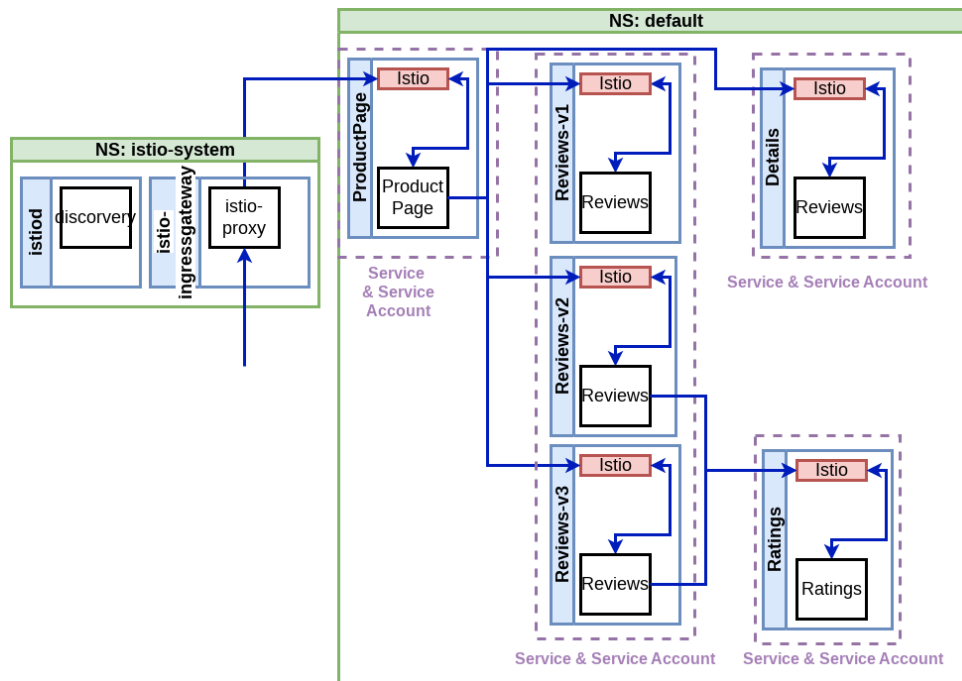 NS: default
NS: istio-system
istiod
discorvery
istio-
ingressgateway
istio-
proxy
ProductPage
Istio
Product
Page
Service
& Service
Account
Reviews-v1
Istio
Reviews
Reviews-v2
Istio
Reviews
Reviews-v3
Istio
Reviews
Service & Service Account
Details
Istio
Reviews
Service & Service Account
Ratings
Istio
Ratings
Service & Service Account